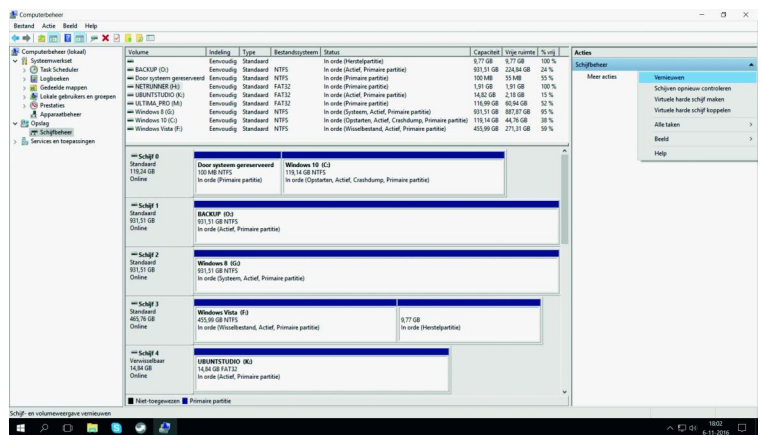 Computerbeheer
Bestand Actie Beeld Help
Computerbeheer (lokaal)
Systeemwerkset
Task Scheduler
Logboeken
Gedeelde mappen
Lokale gebruikers en groepen
Prestaties
Apparaatbeheer
Opslag
Schijfbeheer
Services en toepassingen
Volume Indeling Type Bestandssysteem Status Capaciteit Vrije ruimte % vrij
Eenvoudig Standaard In orde (Herstelpartitie) 9,77 GB 9,77 GB 100 %
BACKUP (O:) Eenvoudig Standaard NTFS In orde (Actief, Primaire partitie) 931,51 GB 224,84 GB 24 %
Door systeem gereserveerd Eenvoudig Standaard NTFS In orde (Primaire partitie) 100 MB 55 MB 55 %
NETRUNNER (H:) Eenvoudig Standaard FAT32 In orde (Primaire partitie) 1,91 GB 1,91 GB 100 %
UBUNTSTUDIO (K:) Eenvoudig Standaard FAT32 In orde (Actief, Primaire partitie) 14,82 GB 2,18 GB 15 %
ULTIMA_PRO (M:) Eenvoudig Standaard FAT32 In orde (Primaire partitie) 116,99 GB 60,94 GB 52 %
Windows 8 (G:) Eenvoudig Standaard NTFS In orde (Systeem, Actief, Primaire partitie) 931,51 GB 887,87 GB 95 %
Windows 10 (C:) Eenvoudig Standaard NTFS In orde (Opstarten, Actief, Crashdump, Primaire partitie) 119,14 GB 44,76 GB 38 %
Windows Vista (F:) Eenvoudig Standaard NTFS In orde (Wisselbestand, Actief, Primaire partitie) 455,99 GB 271,31 GB 59 %
Schijf 0
Standaard
119,24 GB
Online
Door systeem gereserveerd
100 MB NTFS
In orde (Primaire partitie)
Windows 10 (C:)
119,14 GB NTFS
In orde (Opstarten, Actief, Crashdump, Primaire partitie)
Schijf 1
Standaard
931,51 GB
Online
BACKUP (O:)
931,51 GB NTFS
In orde (Actief, Primaire partitie)
Schijf 2
Standaard
931,51 GB
Online
Windows 8 (G:)
931,51 GB NTFS
In orde (Systeem, Actief, Primaire partitie)
Schijf 3
Standaard
465,76 GB
Online
Windows Vista (F:)
455,99 GB NTFS
In orde (Wisselbestand, Actief, Primaire partitie)
9,77 GB
In orde (Herstelpartitie)
Schijf 4
Verwisselbaar
14,84 GB
Online
UBUNTSTUDIO (K:)
14,84 GB FAT32
In orde (Actief, Primaire partitie)
Niet-toegewezen Primaire partitie
Acties
Schijfbeheer
Meer acties
Vernieuwen
Schijven opnieuw controleren
Virtuele harde schijf maken
Virtuele harde schijf koppelen
Alle taken
Beeld
Help
Schijf- en volumeweergave vernieuwen
18:02
6-11-2016